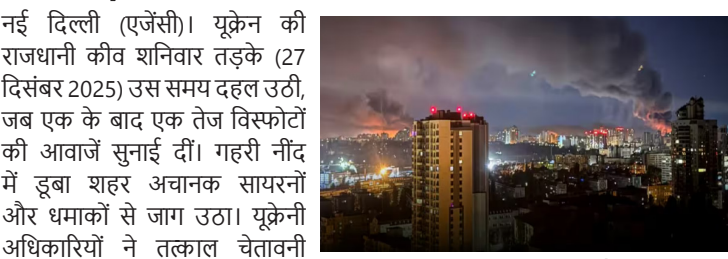 नई दिल्ली (एजेंसी)। यूक्रेन की
राजधानी कीव शनिवार तड़के (27
दिसंबर 2025) उस समय दहल उठी,
जब एक के बाद एक तेज विस्फोटों
की आवाजें सुनाई दीं। गहरी नींद
में डूबा शहर अचानक सायरनों
और धमाकों से जाग उठा। यूक्रेनी
अधिकारियों ने तत्काल चेतावनी